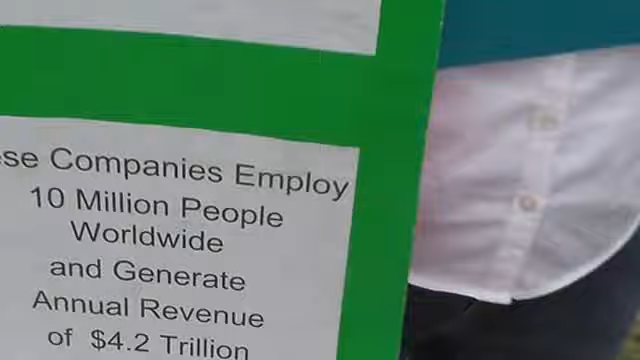 ese Companies Employ
10 Million People
Worldwide
and Generate
Annual Revenue
of $4.2 Trillion